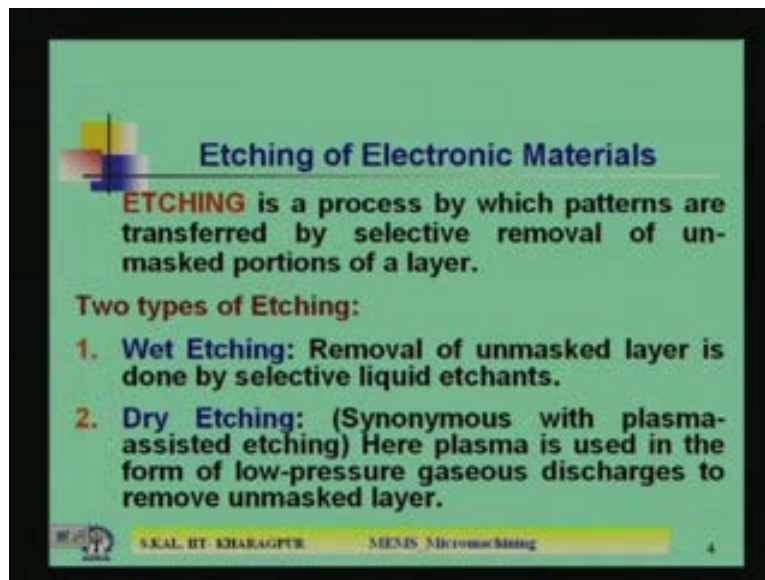 Etching of Electronic Materials
ETCHING is a process by which patterns are
transferred by selective removal of un-
masked portions of a layer.
Two types of Etching:
1. Wet Etching: Removal of unmasked layer is
done by selective liquid etchants.
2. Dry Etching: (Synonymous with plasma-
assisted etching) Here plasma is used in the
form of low-pressure gaseous discharges to
remove unmasked layer.
S.KAL, IIT- KHARAGPUR MEMS_Micromachining 4